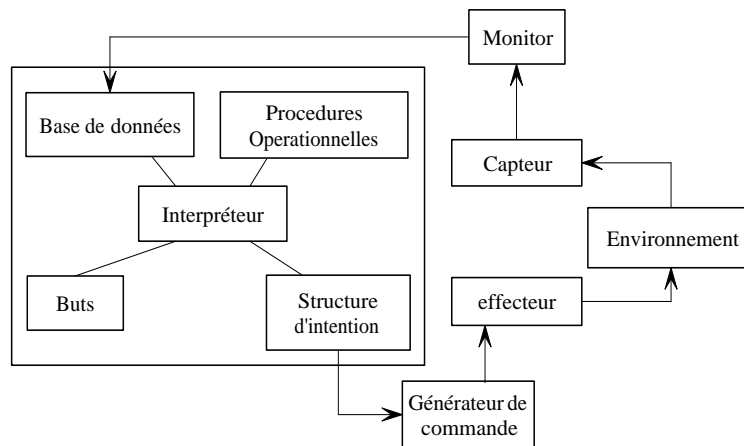 Monitor
Base de données
Procedures
Operationnelles
Capteur
Interpréteur
Environnement
Buts
Structure
d'intention
effecteur
Générateur de
commande